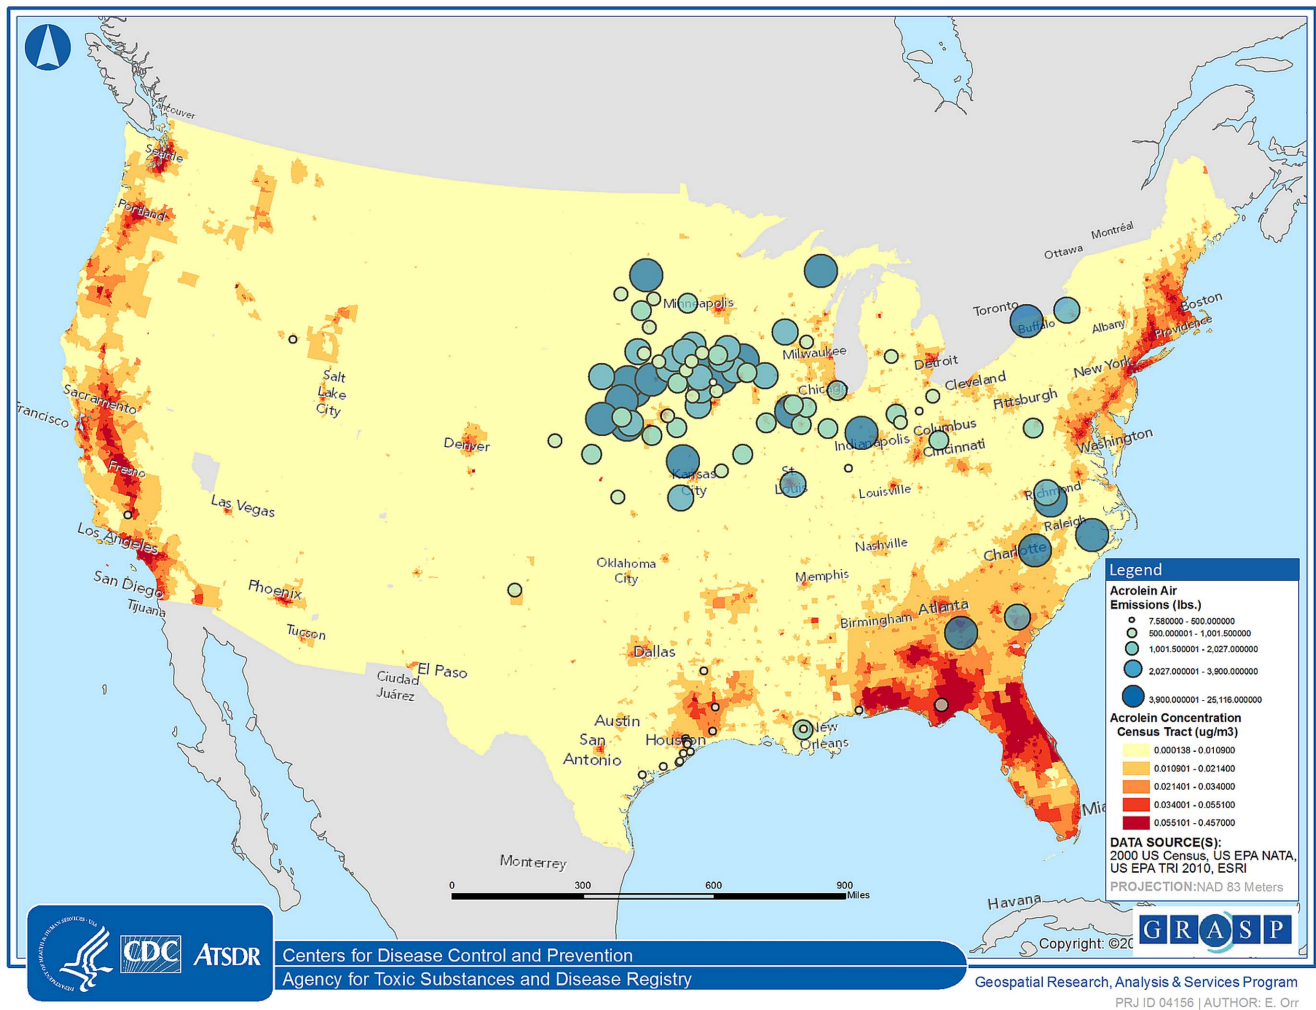 Vancouver
Seattle
Portland
Sacramento
Francisco
Fresno
Las Vegas
Los Angeles
San Diego
Tijuana
Phoenix
Tucson
Salt
Lake
City
Denver
El Paso
Ciudad
Juárez
Minneapolis
Milwaukee
Chicago
Detroit
Toronto
Buffalo
Ottawa
Montréal
Albany
Boston
Providence
New York
Cleveland
Pittsburgh
Columbus
Indianapolis
Cincinnati
Washington
Kansas
City
St.
Louis
Louisville
Richmond
Raleigh
Charlotte
Nashville
Oklahoma
City
Memphis
Atlanta
Birmingham
Dallas
Austin
San
Antonio
Houston
New
Orleans
Mia
Monterrey
Havana
0 300 600 900
Miles
Legend
Acrolein Air
Emissions (lbs.)
7.580000 - 500.000000
500.000001 - 1,001.500000
1,001.500001 - 2,027.000000
2,027.000001 - 3,900.000000
3,900.000001 - 25,116.000000
Acrolein Concentration
Census Tract (ug/m3)
0.000138 - 0.010900
0.010901 - 0.021400
0.021401 - 0.034000
0.034001 - 0.055100
0.055101 - 0.457000
DATA SOURCE(S):
2000 US Census, US EPA NATA,
US EPA TRI 2010, ESRI
PROJECTION:NAD 83 Meters
Copyright: ©20
GRASP
CDC
ATSDR
Centers for Disease Control and Prevention
Agency for Toxic Substances and Disease Registry
Geospatial Research, Analysis & Services Program
PRJ ID 04156 | AUTHOR: E. Orr